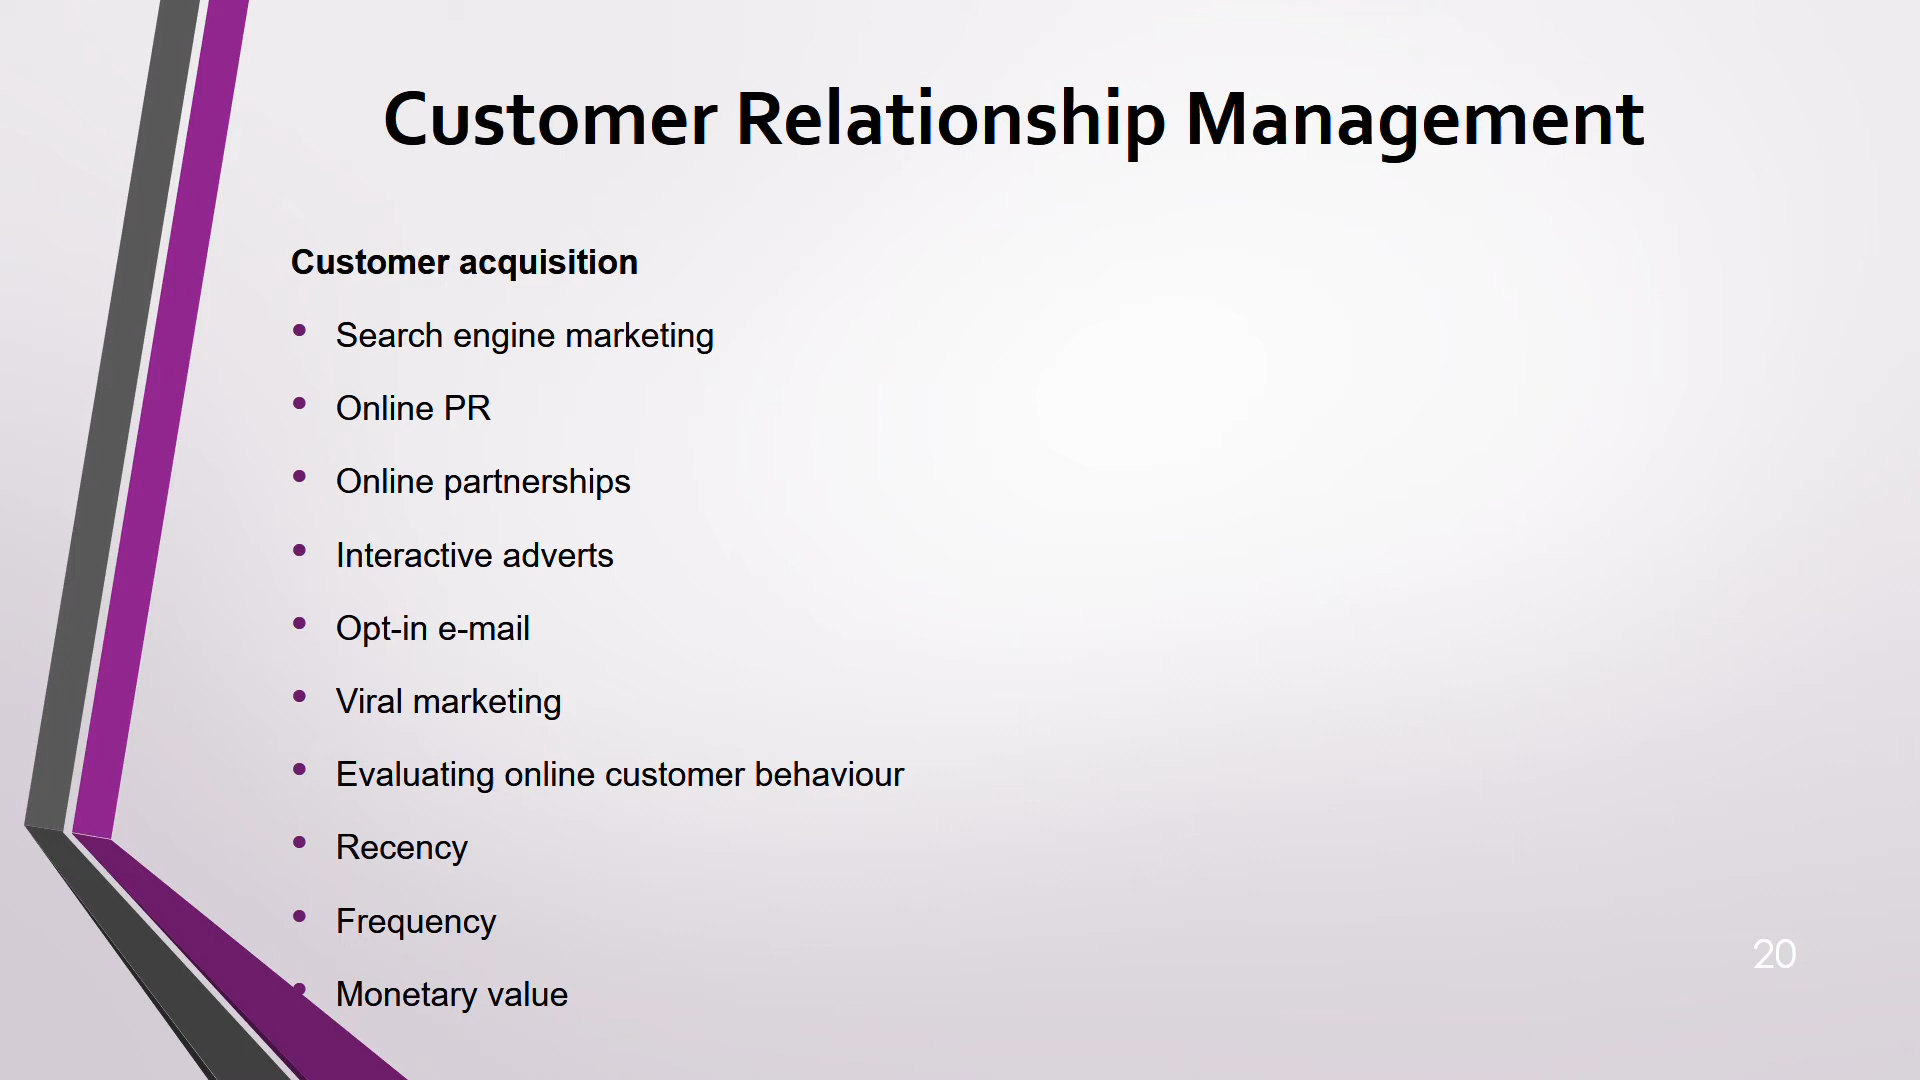 Customer Relationship Management
Customer acquisition
• Search engine marketing
• Online PR
• Online partnerships
• Interactive adverts
• Opt-in e-mail
• Viral marketing
• Evaluating online customer behaviour
• Recency
• Frequency
• Monetary value
20